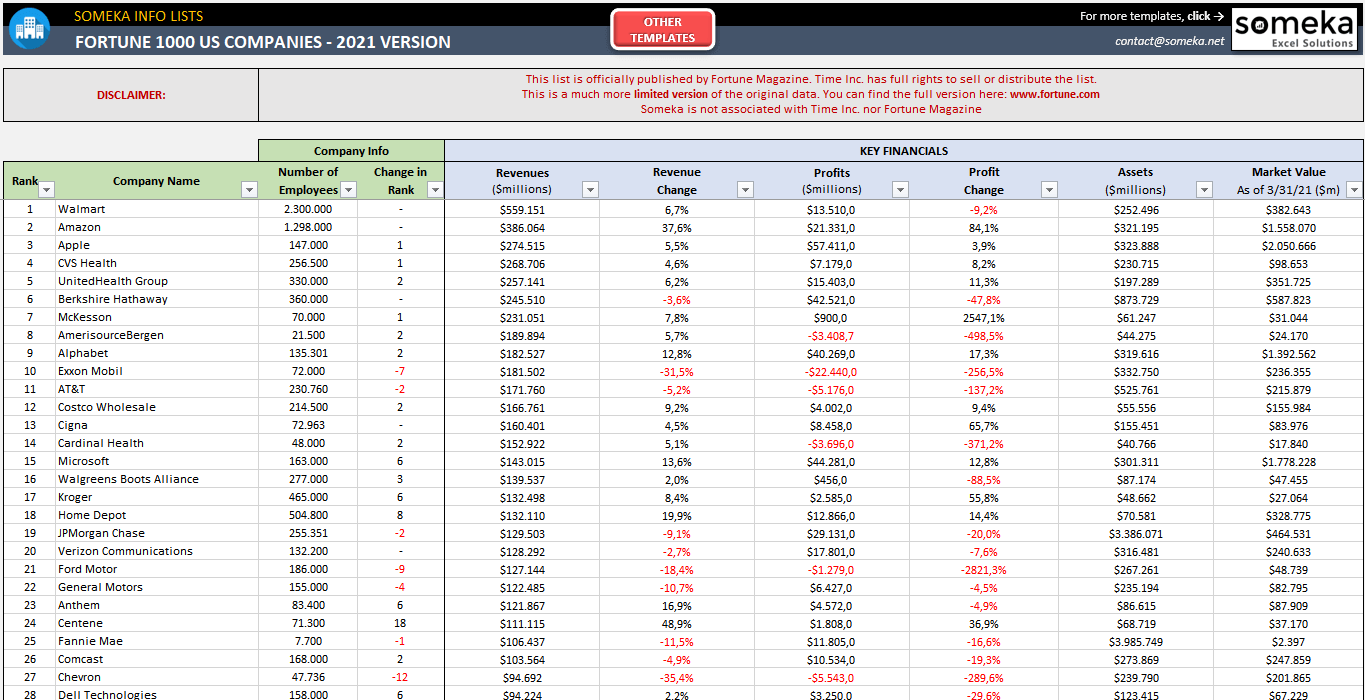 SOMEKA INFO LISTS
FORTUNE 1000 US COMPANIES - 2021 VERSION
OTHER
TEMPLATES
For more templates, click →
contact@someka.net
someka
Excel Solutions
DISCLAIMER:
This list is officially published by Fortune Magazine. Time Inc. has full rights to sell or distribute the list.
This is a much more limited version of the original data. You can find the full version here: www.fortune.com
Someka is not associated with Time Inc. nor Fortune Magazine
Company Info KEY FINANCIALS
Rank Company Name Number of Employees Change in Rank Revenues ($millions) Revenue Change Profits ($millions) Profit Change Assets ($millions) Market Value As of 3/31/21 ($m)
1 Walmart 2.300.000 - $559.151 6,7% $13.510,0 -9,2% $252.496 $382.643
2 Amazon 1.298.000 - $386.064 37,6% $21.331,0 84,1% $321.195 $1.558.070
3 Apple 147.000 1 $274.515 5,5% $57.411,0 3,9% $323.888 $2.050.666
4 CVS Health 256.500 1 $268.706 4,6% $7.179,0 8,2% $230.715 $98.653
5 UnitedHealth Group 330.000 2 $257.141 6,2% $15.403,0 11,3% $197.289 $351.725
6 Berkshire Hathaway 360.000 - $245.510 -3,6% $42.521,0 -47,8% $873.729 $587.823
7 McKesson 70.000 1 $231.051 7,8% $900,0 2547,1% $61.247 $31.044
8 AmerisourceBergen 21.500 2 $189.894 5,7% -$3.408,7 -498,5% $44.275 $24.170
9 Alphabet 135.301 2 $182.527 12,8% $40.269,0 17,3% $319.616 $1.392.562
10 Exxon Mobil 72.000 -7 $181.502 -31,5% -$22.440,0 -256,5% $332.750 $236.355
11 AT&T 230.760 -2 $171.760 -5,2% -$5.176,0 -137,2% $525.761 $215.879
12 Costco Wholesale 214.500 2 $166.761 9,2% $4.002,0 9,4% $55.556 $155.984
13 Cigna 72.963 - $160.401 4,5% $8.458,0 65,7% $155.451 $83.976
14 Cardinal Health 48.000 2 $152.922 5,1% -$3.696,0 -371,2% $40.766 $17.840
15 Microsoft 163.000 6 $143.015 13,6% $44.281,0 12,8% $301.311 $1.778.228
16 Walgreens Boots Alliance 277.000 3 $139.537 2,0% $456,0 -88,5% $87.174 $47.455
17 Kroger 465.000 6 $132.498 8,4% $2.585,0 55,8% $48.662 $27.064
18 Home Depot 504.800 8 $132.110 19,9% $12.866,0 14,4% $70.581 $328.775
19 JPMorgan Chase 255.351 -2 $129.503 -9,1% $29.131,0 -20,0% $3.386.071 $464.531
20 Verizon Communications 132.200 - $128.292 -2,7% $17.801,0 -7,6% $316.481 $240.633
21 Ford Motor 186.000 -9 $127.144 -18,4% -$1.279,0 -2821,3% $267.261 $48.739
22 General Motors 155.000 -4 $122.485 -10,7% $6.427,0 -4,5% $235.194 $82.795
23 Anthem 83.400 6 $121.867 16,9% $4.572,0 -4,9% $86.615 $87.909
24 Centene 71.300 18 $111.115 48,9% $1.808,0 36,9% $68.719 $37.170
25 Fannie Mae 7.700 -1 $106.437 -11,5% $11.805,0 -16,6% $3.985.749 $2.397
26 Comcast 168.000 2 $103.564 -4,9% $10.534,0 -19,3% $273.869 $247.859
27 Chevron 47.736 -12 $94.692 -35,4% -$5.543,0 -289,6% $239.790 $201.865
28 Dell Technologies 158.000 6 $94.224 2,2% $3.250,0 -29,6% $123.415 $67.229